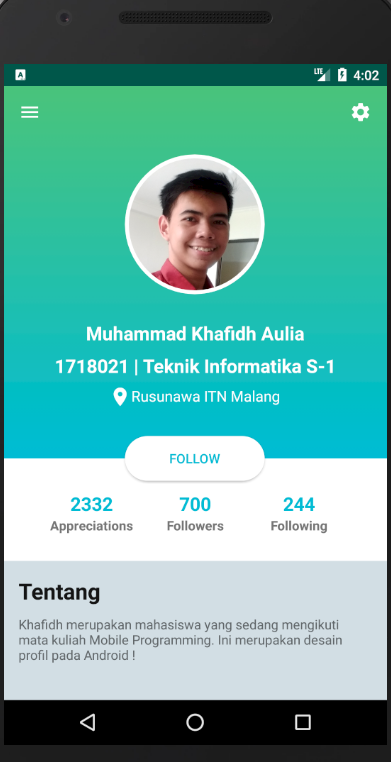 LTE 4:02
Muhammad Khafidh Aulia
1718021 | Teknik Informatika S-1
Rusunawa ITN Malang
FOLLOW
2332 700 244
Appreciations Followers Following
Tentang
Khafidh merupakan mahasiswa yang sedang mengikuti
mata kuliah Mobile Programming. Ini merupakan desain
profil pada Android !